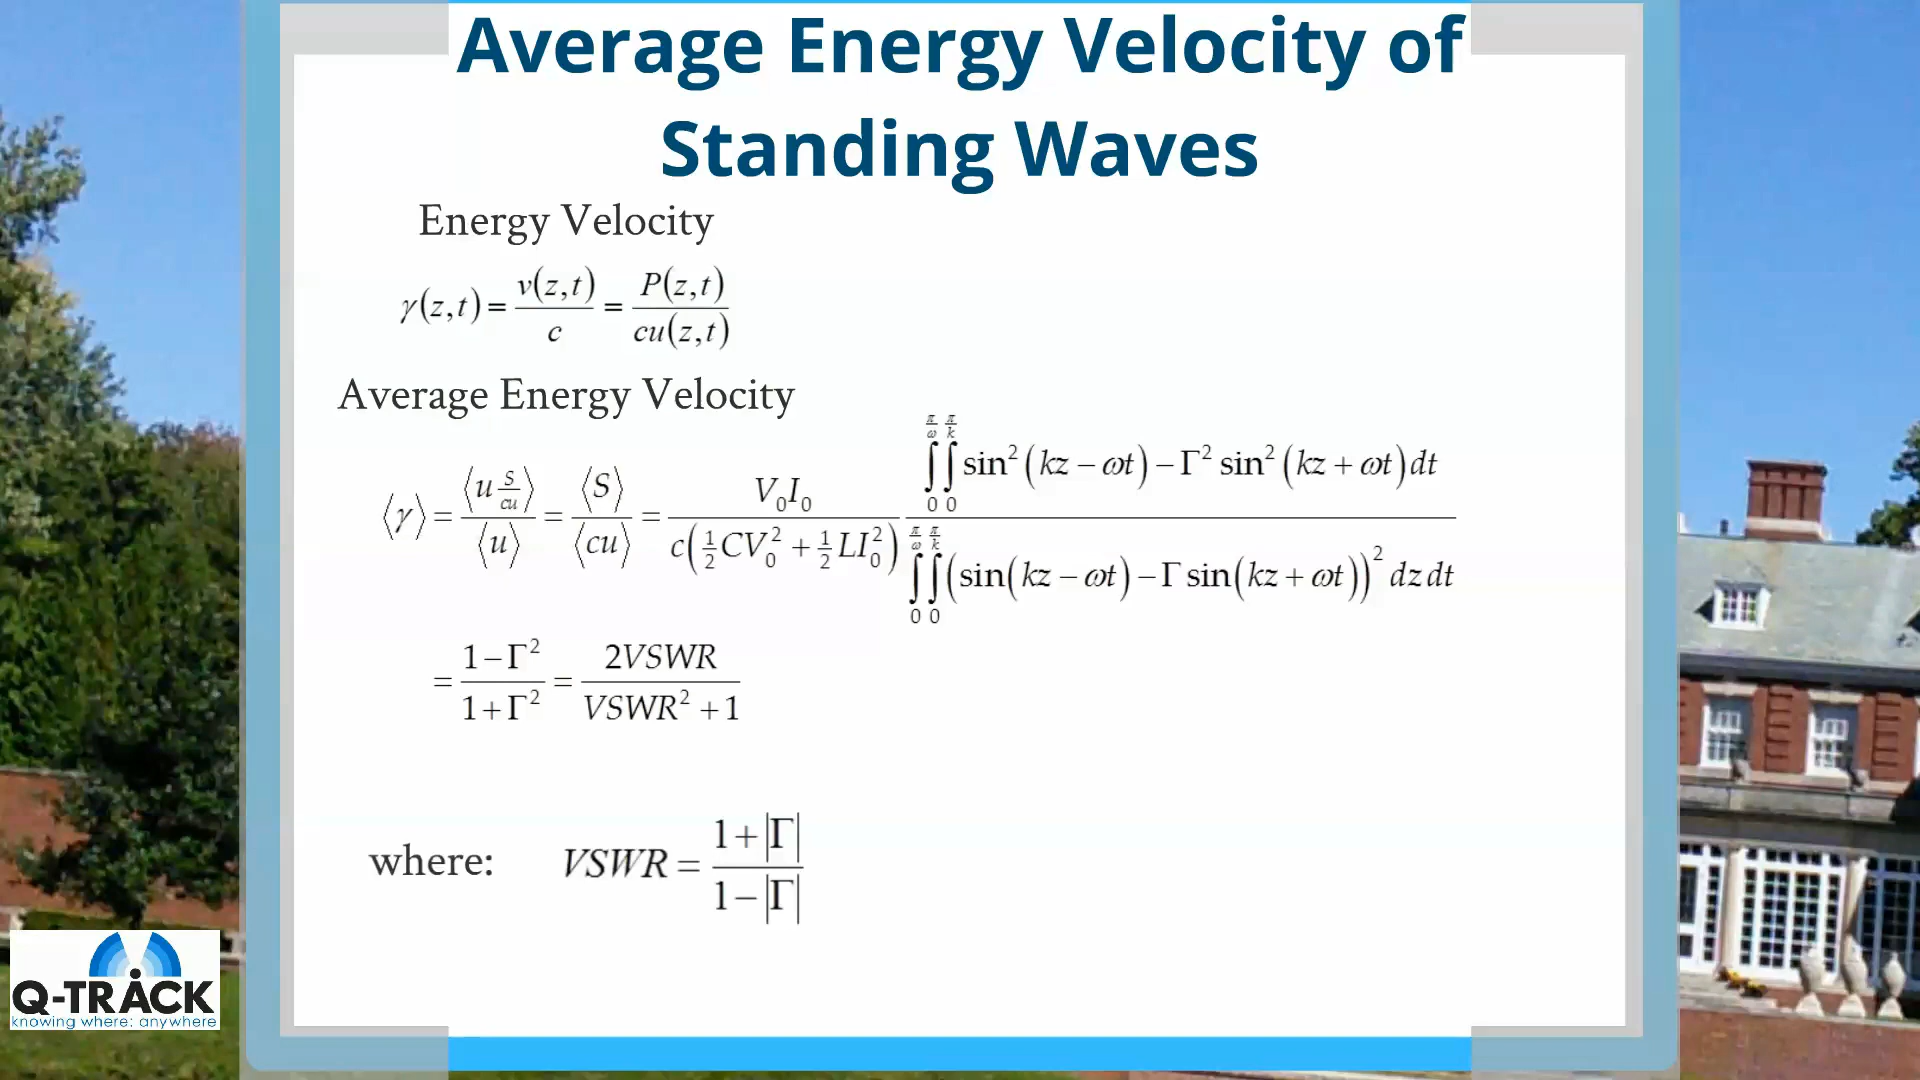 Average Energy Velocity of
Standing Waves
Energy Velocity
γ(z,t) = v(z,t)/c = P(z,t)/cu(z,t)
Average Energy Velocity
⟨γ⟩ = ⟨u S/cu⟩/⟨u⟩ = ⟨S⟩/⟨cu⟩ = V₀I₀/c(½CV₀² + ½LI₀²) ∫₀^(π/ω) ∫₀^(π/k) sin²(kz − ωt) − Γ² sin²(kz + ωt) dt / ∫₀^(π/ω) ∫₀^(π/k) (sin(kz − ωt) − Γ sin(kz + ωt))² dz dt
= 1 − Γ²/1 + Γ² = 2VSWR/VSWR² + 1
where: VSWR = 1 + |Γ|/1 − |Γ|
Q-TRACK
knowing where: anywhere